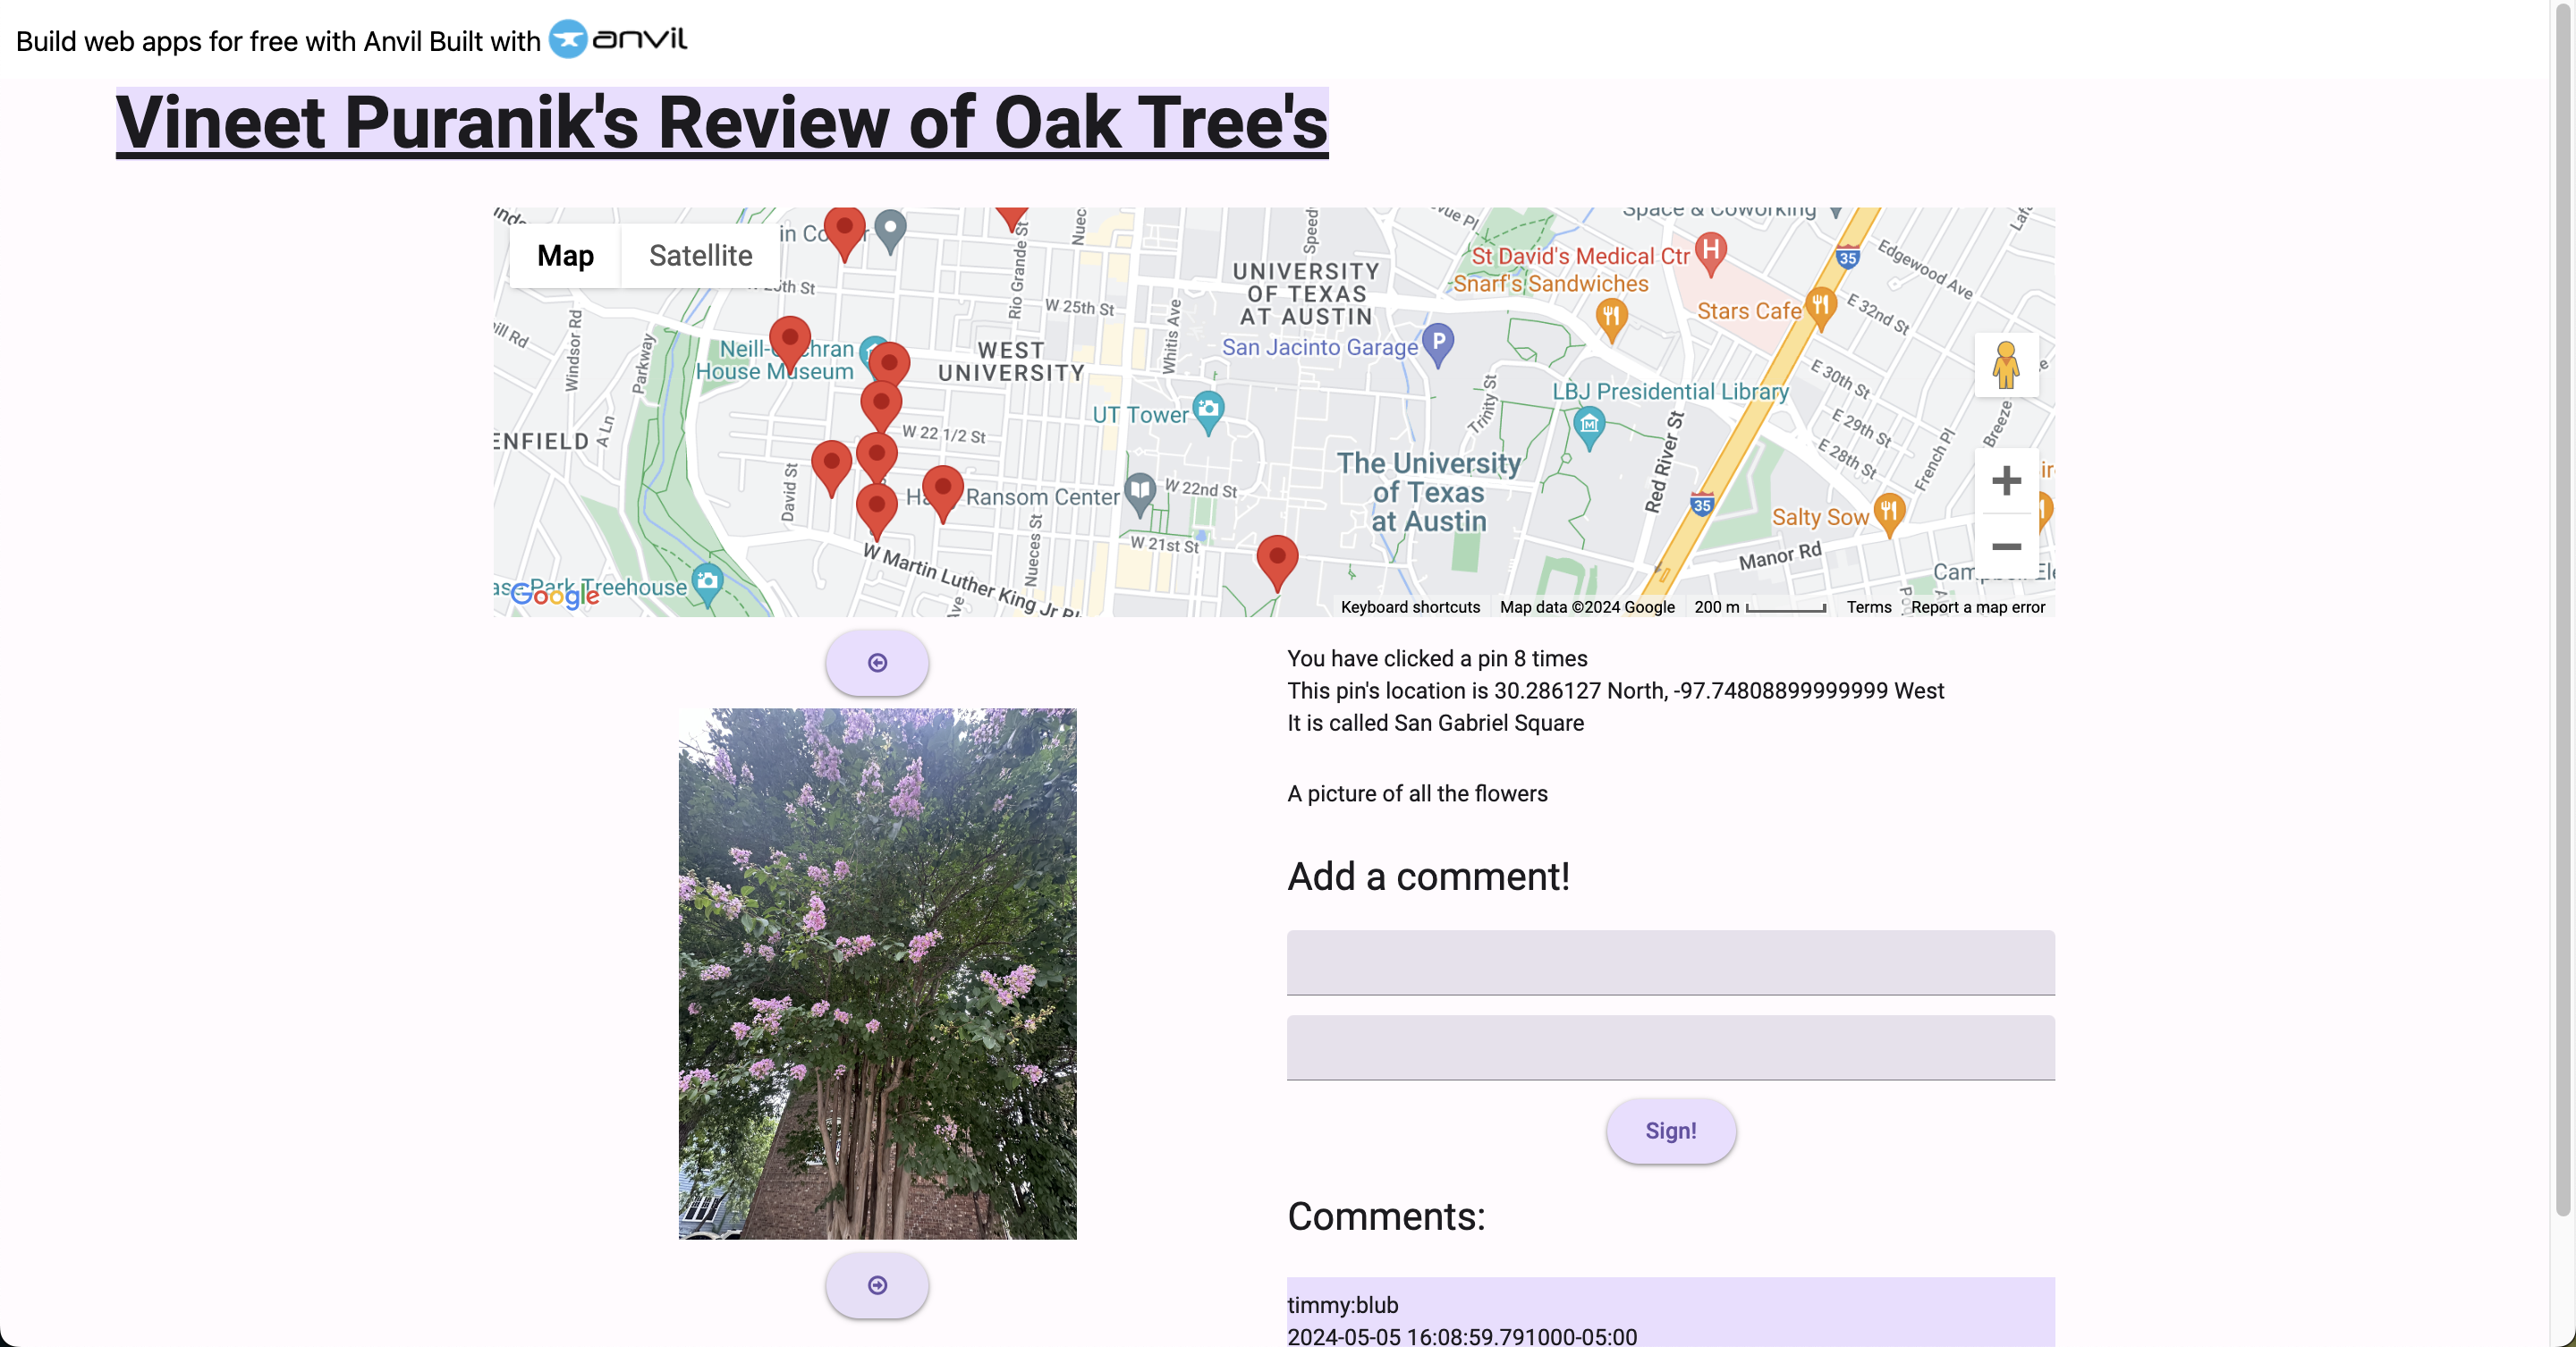 Build web apps for free with Anvil Built with anvil
Vineet Puranik's Review of Oak Tree's
Map
Satellite
Rio Grande St
W 25th St
Whitis Ave
Windsor Rd
Parkway
Neill-
House Museum
WEST
UNIVERSITY
UNIVERSITY
OF TEXAS
AT AUSTIN
San Jacinto Garage
P
St David's Medical Ctr
H
Snarf's Sandwiches
Stars Cafe
35
Edgewood Ave
E 32nd St
E 30th St
E 29th St
E 28th St
French Pl
Breeze
LBJ Presidential Library
UT Tower
Trinity St
Red River St
ENFIELD
A Ln
David St
W 22 1/2 St
Ransom Center
W 22nd St
The University
of Texas
at Austin
35
Salty Sow
Manor Rd
Nueces St
W 21st St
W Martin Luther King Jr
Park Treehouse
Google
Keyboard shortcuts
Map data ©2024 Google
200 m
Terms
Report a map error
You have clicked a pin 8 times
This pin's location is 30.286127 North, -97.74808899999999 West
It is called San Gabriel Square
A picture of all the flowers
Add a comment!
Sign!
Comments:
timmy:blub
2024-05-05 16:08:59.791000-05:00